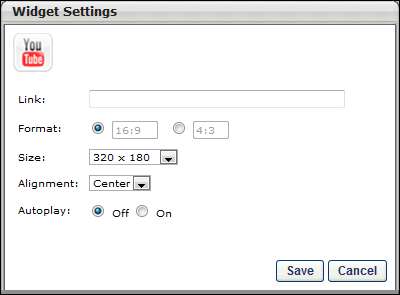 Widget Settings
You
Tube
Link:
Format: 16:9 4:3
Size: 320 x 180
Alignment: Center
Autoplay: Off On
Save Cancel